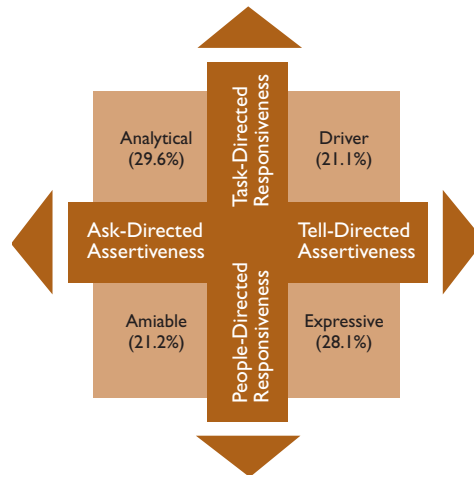 Task-Directed
Responsiveness
Analytical
(29.6%)
Driver
(21.1%)
Ask-Directed
Assertiveness
Tell-Directed
Assertiveness
People-Directed
Responsiveness
Amiable
(21.2%)
Expressive
(28.1%)